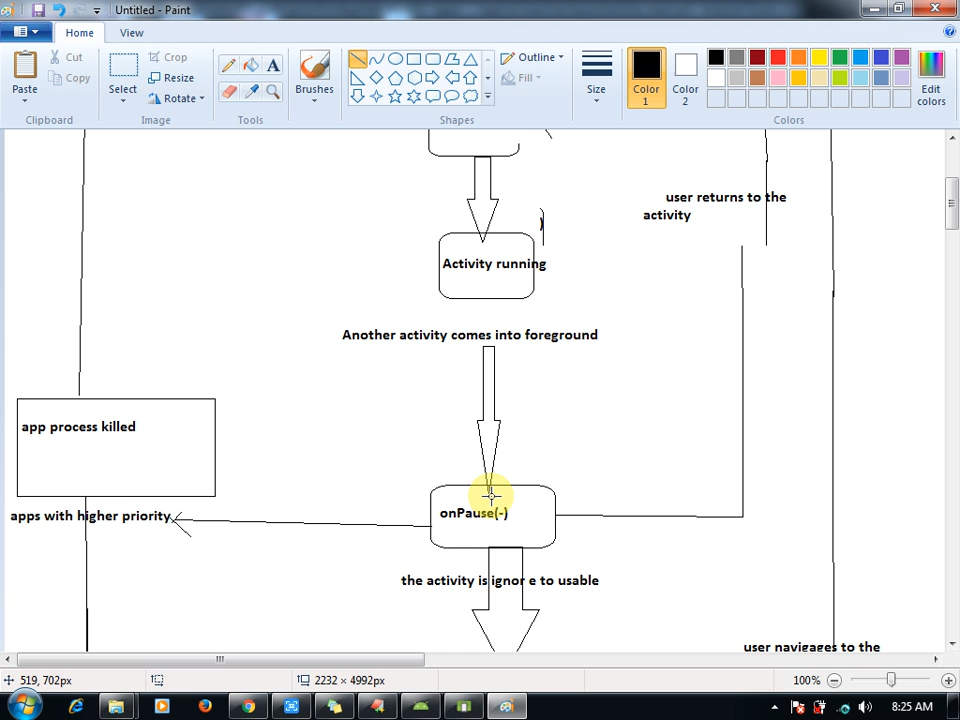 Untitled - Paint
Home
View
Paste
Cut
Copy
Select
Crop
Resize
Rotate
Brushes
Outline
Fill
Size
Color
1
Color
2
Edit
colors
Clipboard
Image
Tools
Shapes
Colors
user returns to the
activity
)
Activity running
Another activity comes into foreground
app process killed
apps with higher priority
onPause(-)
the activity is ignor e to usable
user navigages to the
519, 702px
2232 × 4992px
100%
8:25 AM